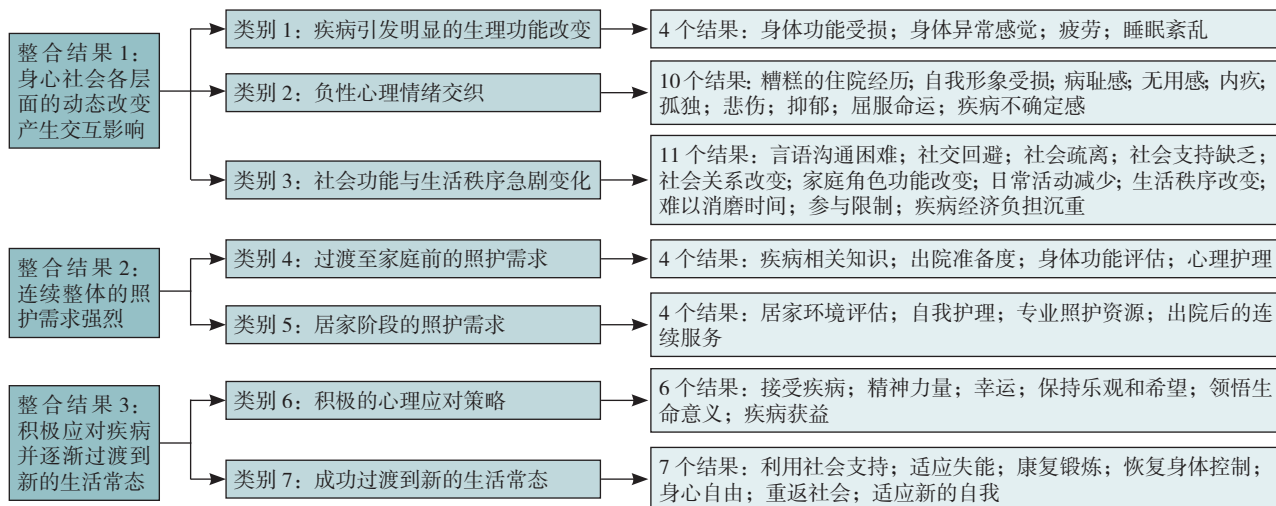 整合结果 1：
身心社会各层
面的动态改变
产生交互影响
类别 1：疾病引发明显的生理功能改变
4 个结果：身体功能受损；身体异常感觉；疲劳；睡眠紊乱
类别 2：负性心理情绪交织
10 个结果：糟糕的住院经历；自我形象受损；病耻感；无用感；内疚；
孤独；悲伤；抑郁；屈服命运；疾病不确定感
类别 3：社会功能与生活秩序急剧变化
11 个结果：言语沟通困难；社交回避；社会疏离；社会支持缺乏；
社会关系改变；家庭角色功能改变；日常活动减少；生活秩序改变；
难以消磨时间；参与限制；疾病经济负担沉重
整合结果 2：
连续整体的照
护需求强烈
类别 4：过渡至家庭前的照护需求
4 个结果：疾病相关知识；出院准备度；身体功能评估；心理护理
类别 5：居家阶段的照护需求
4 个结果：居家环境评估；自我护理；专业照护资源；出院后的连
续服务
整合结果 3：
积极应对疾病
并逐渐过渡到
新的生活常态
类别 6：积极的心理应对策略
6 个结果：接受疾病；精神力量；幸运；保持乐观和希望；领悟生
命意义；疾病获益
类别 7：成功过渡到新的生活常态
7 个结果：利用社会支持；适应失能；康复锻炼；恢复身体控制；
身心自由；重返社会；适应新的自我